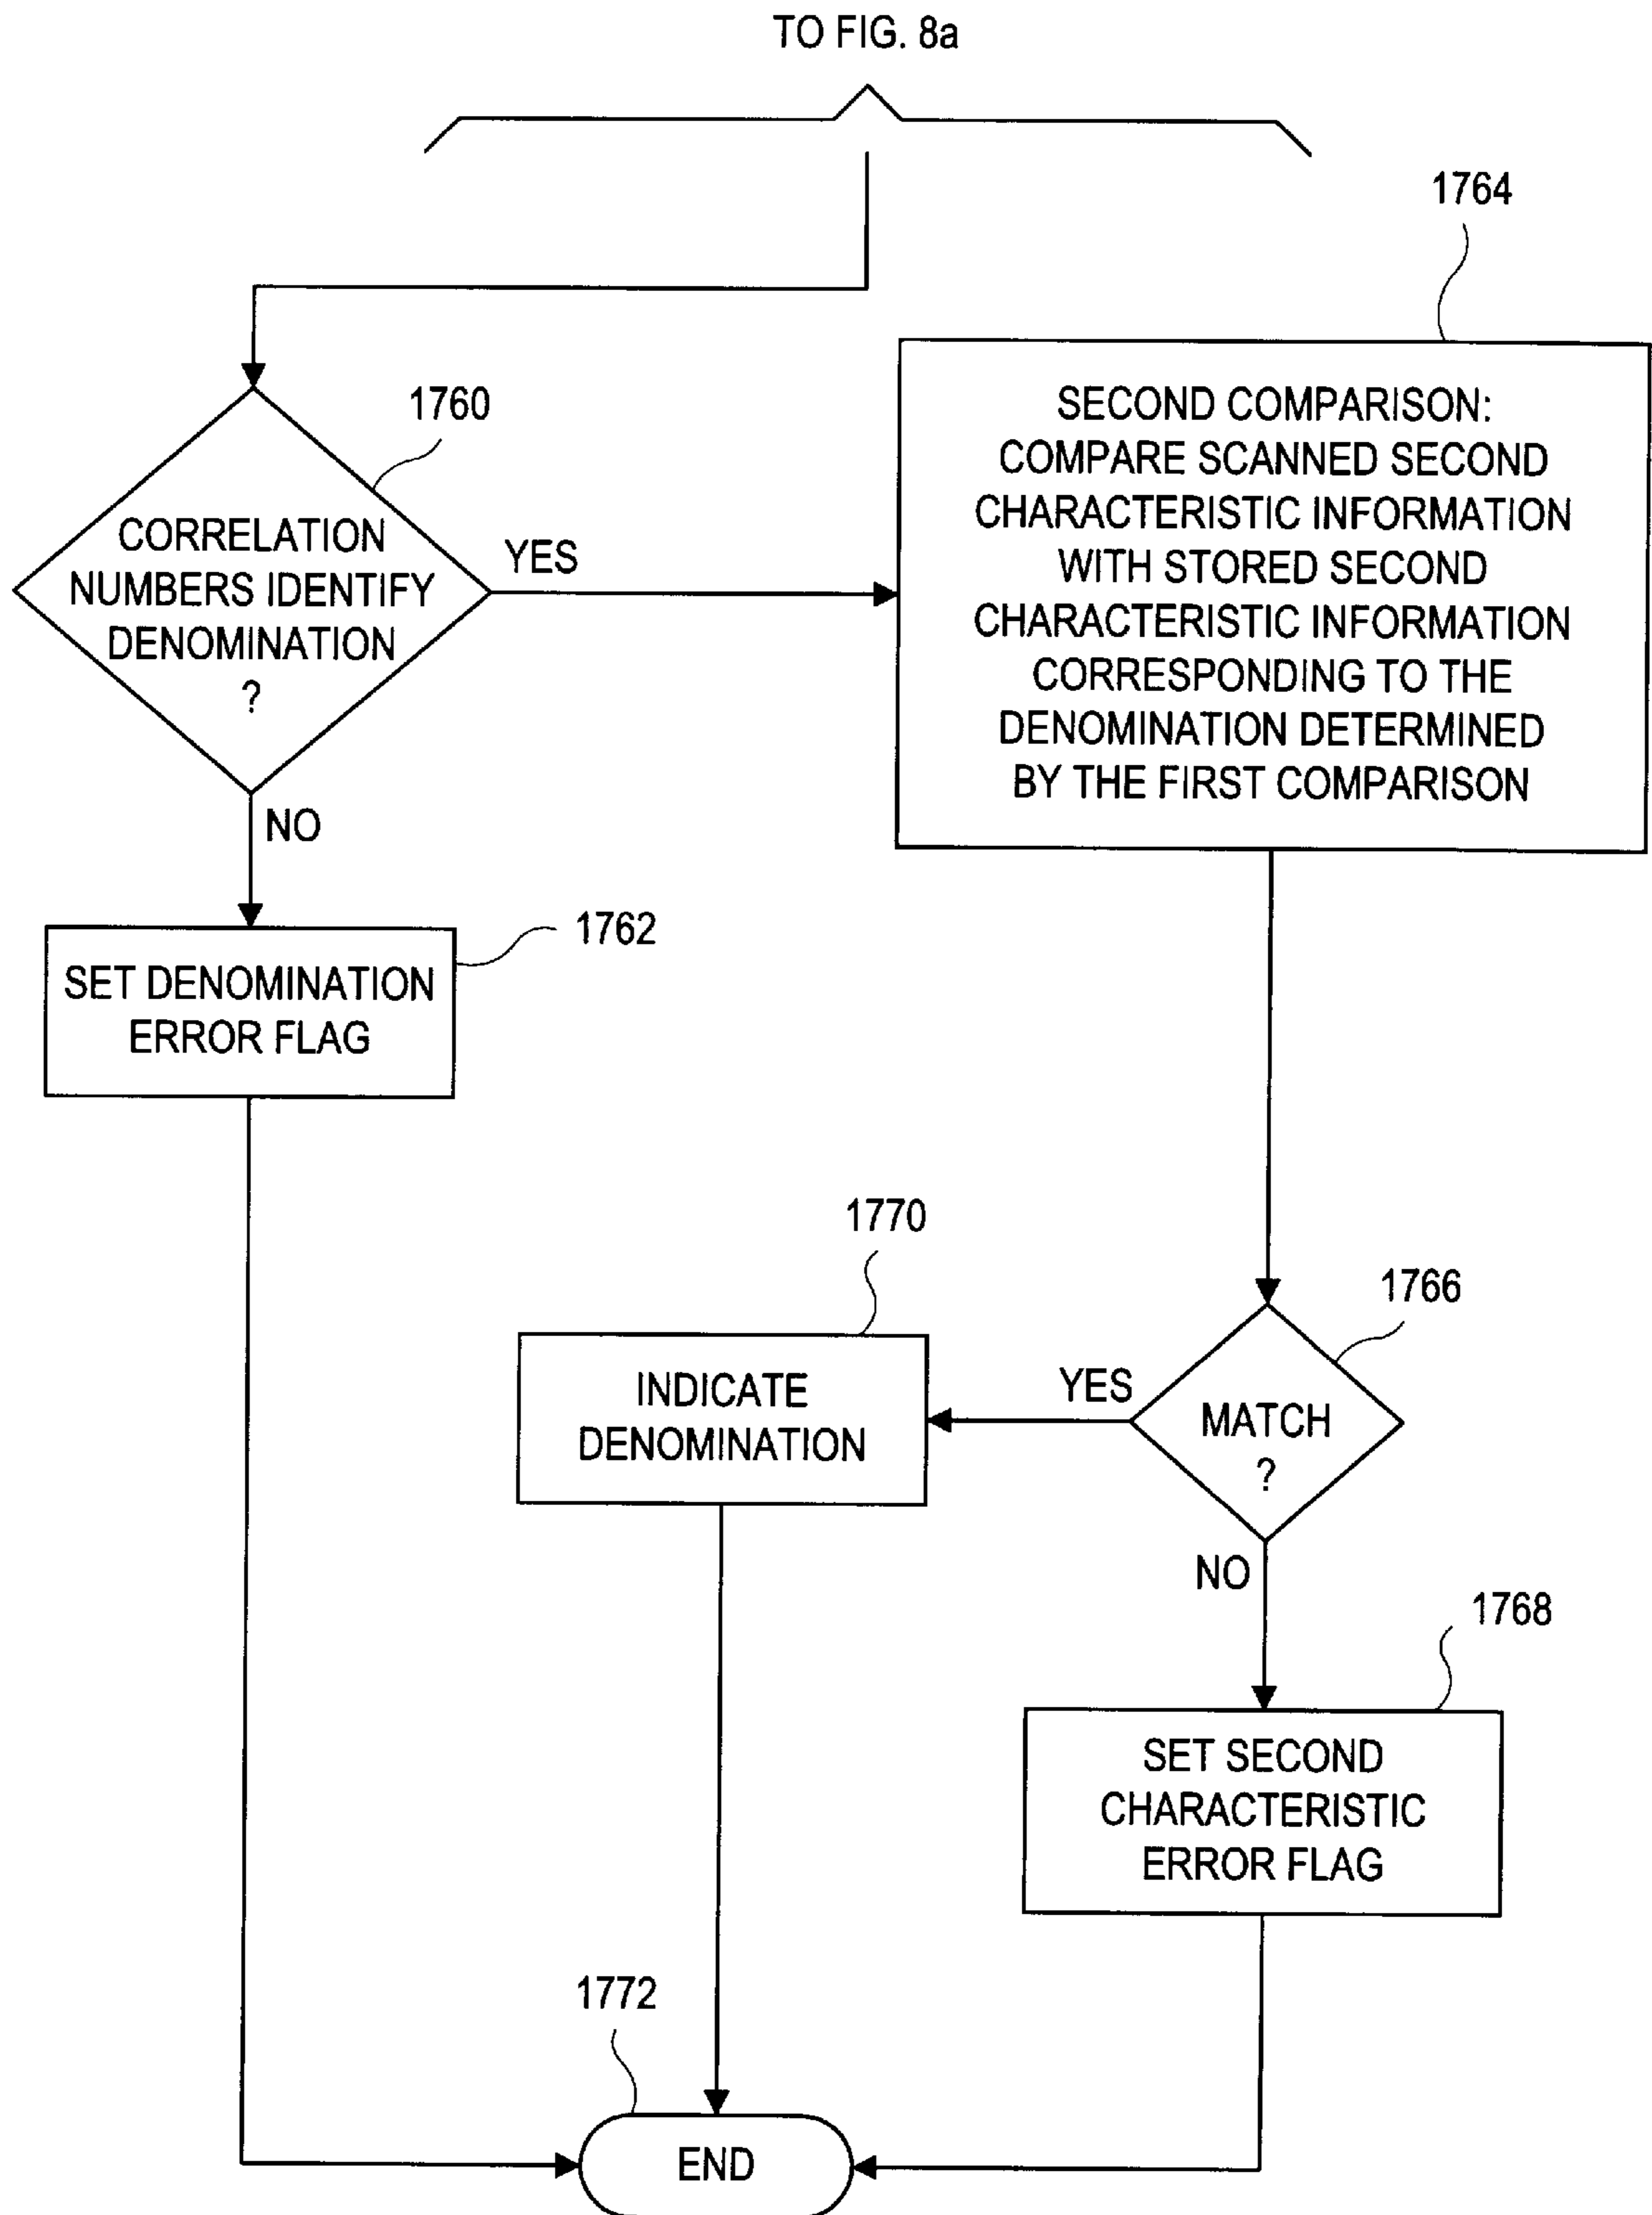 TO FIG. 8a
1764
1760
CORRELATION
NUMBERS IDENTIFY
DENOMINATION
?
YES
SECOND COMPARISON:
COMPARE SCANNED SECOND
CHARACTERISTIC INFORMATION
WITH STORED SECOND
CHARACTERISTIC INFORMATION
CORRESPONDING TO THE
DENOMINATION DETERMINED
BY THE FIRST COMPARISON
NO
1762
SET DENOMINATION
ERROR FLAG
1770
1766
INDICATE
DENOMINATION
YES
MATCH
?
NO
1768
SET SECOND
CHARACTERISTIC
ERROR FLAG
1772
END